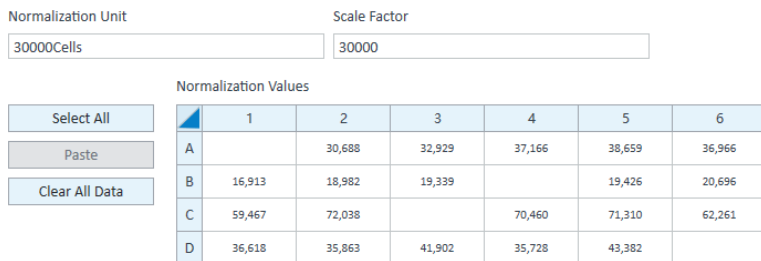 Normalization Unit Scale Factor
30000Cells 30000
Normalization Values
Select All
Paste
Clear All Data
1 2 3 4 5 6
A 30,688 32,929 37,166 38,659 36,966
B 16,913 18,982 19,339 19,426 20,696
C 59,467 72,038 70,460 71,310 62,261
D 36,618 35,863 41,902 35,728 43,382